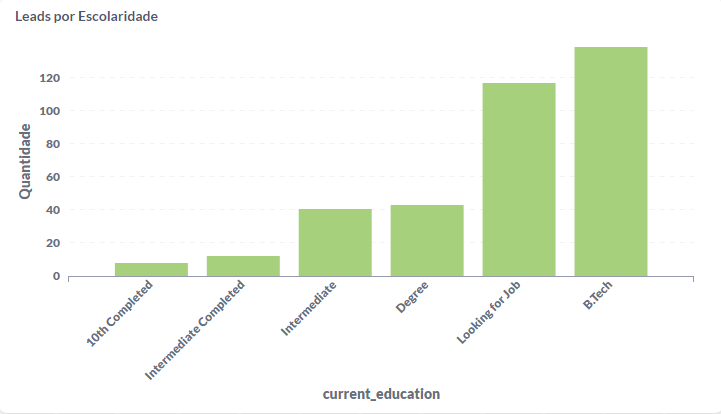 Leads por Escolaridade
Quantidade
120
100
80
60
40
20
0
10th Completed
Intermediate Completed
Intermediate
Degree
Looking for Job
B.Tech
current_education